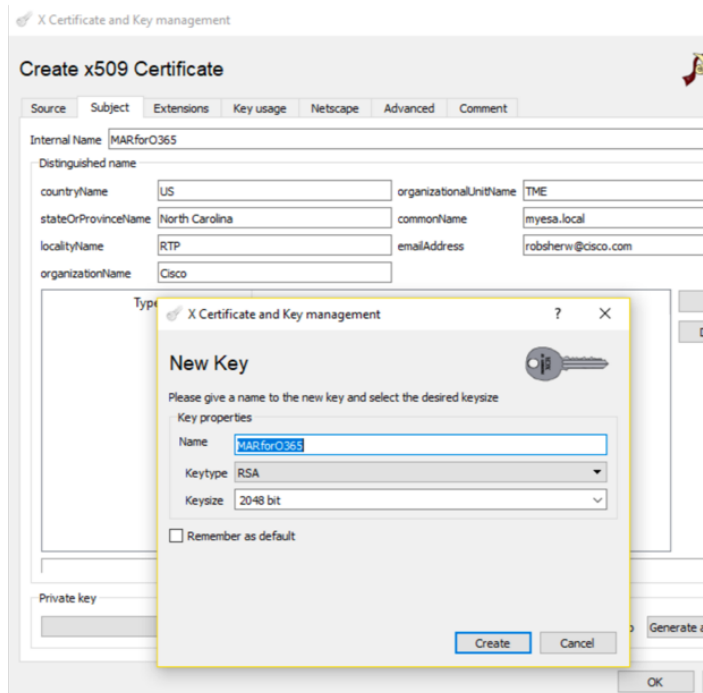 X Certificate and Key management
Create x509 Certificate
Source Subject Extensions Key usage Netscape Advanced Comment
Internal Name MARforO365
Distinguished name
countryName US organizationalUnitName TME
stateOrProvinceName North Carolina commonName myesa.local
localityName RTP emailAddress robsherw@cisco.com
organizationName Cisco
X Certificate and Key management ? X
New Key
Please give a name to the new key and select the desired keysize
Key properties
Name MARforO365
Keytype RSA
Keysize 2048 bit
Remember as default
Private key
Generate a
Create Cancel
OK